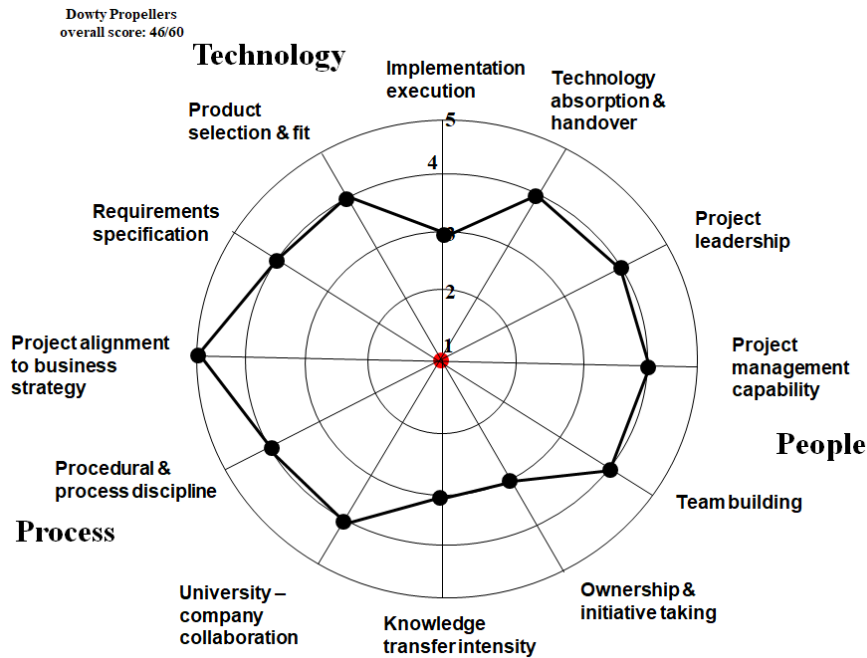 Dowty Propellers
overall score: 46/60
Technology
Implementation
execution
Technology
absorption &
handover
Product
selection & fit
5
4
Requirements
specification
Project
leadership
3
2
1
Project alignment
to business
strategy
Project
management
capability
People
Procedural &
process discipline
Team building
Process
University –
company
collaboration
Knowledge
transfer intensity
Ownership &
initiative taking